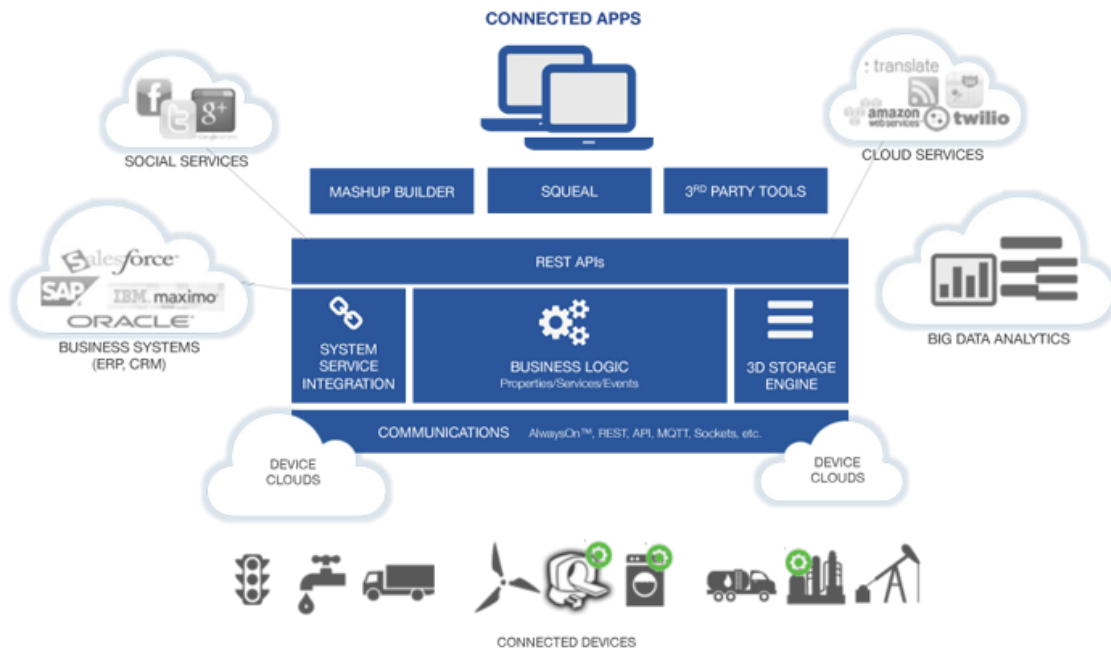 CONNECTED APPS
f
t
g+
SOCIAL SERVICES
: translate
amazon
webservices
twilio
CLOUD SERVICES
MASHUP BUILDER
SQUEAL
3RD PARTY TOOLS
REST APIs
salesforce
SAP
IBM. maximo
ORACLE
BUSINESS SYSTEMS
(ERP, CRM)
SYSTEM
SERVICE
INTEGRATION
BUSINESS LOGIC
Properties/Services/Events
3D STORAGE
ENGINE
BIG DATA ANALYTICS
COMMUNICATIONS AlwaysOn™, REST, API, MQTT, Sockets, etc.
DEVICE
CLOUDS
DEVICE
CLOUDS
CONNECTED DEVICES